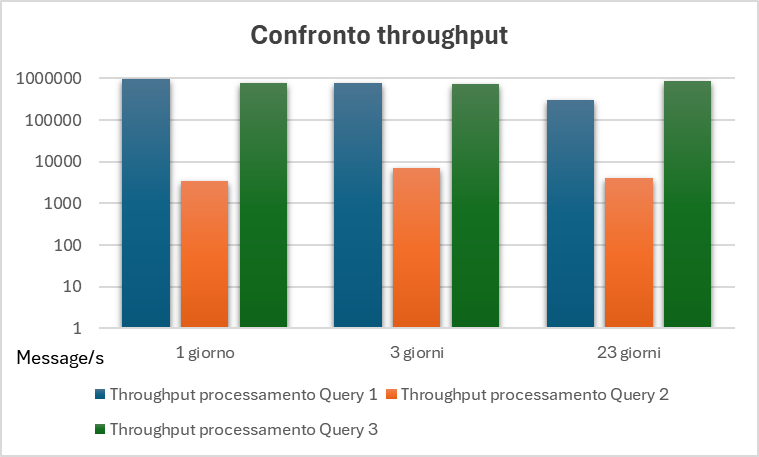 Confronto throughput
1000000
100000
10000
1000
100
10
1
Message/s
1 giorno
3 giorni
23 giorni
Throughput processamento Query 1
Throughput processamento Query 2
Throughput processamento Query 3